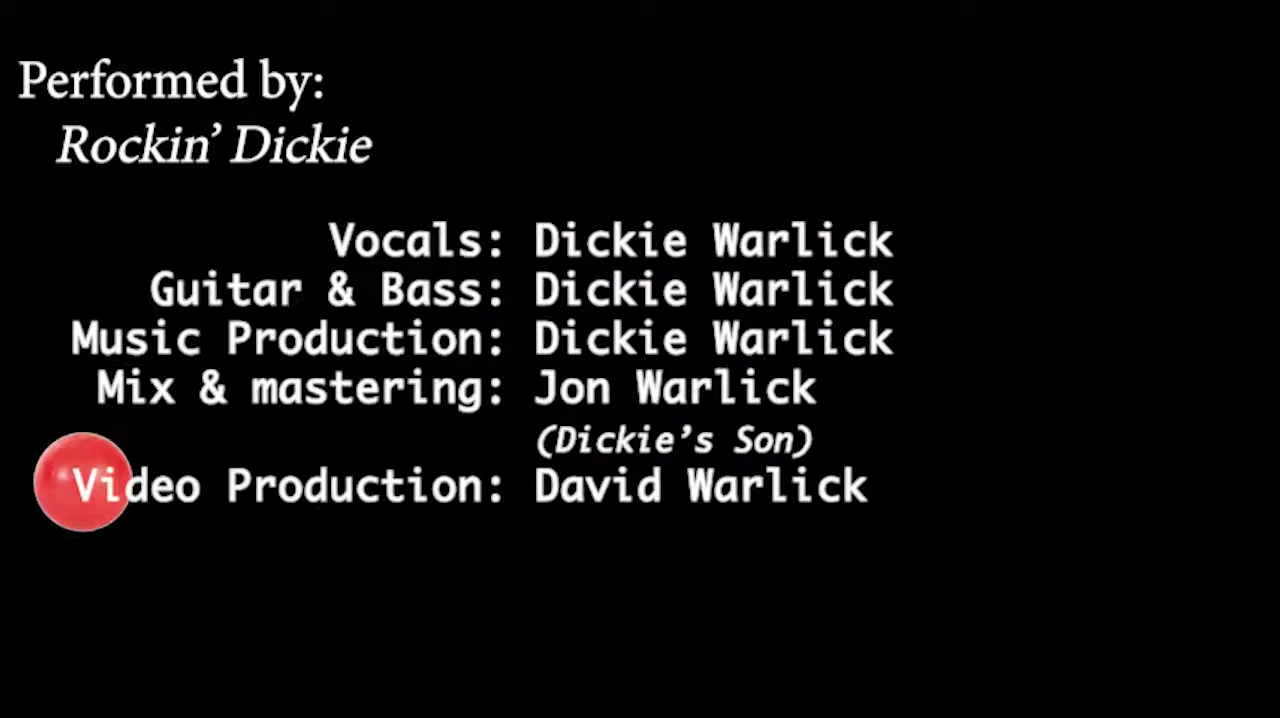 Performed by:
Rockin’ Dickie
Vocals: Dickie Warlick
Guitar & Bass: Dickie Warlick
Music Production: Dickie Warlick
Mix & mastering: Jon Warlick
(Dickie’s Son)
Video Production: David Warlick